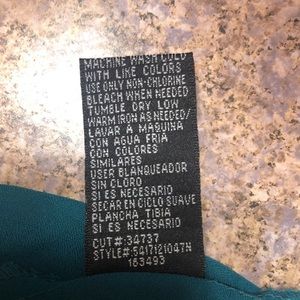 MACHINE WASH COLD
WITH LIKE COLORS
USE ONLY NON-CHLORINE
BLEACH WHEN NEEDED
TUMBLE DRY LOW
WARM IRON AS NEEDED/
LAVAR A MAQUINA
CON AGUA FRIA
CON COLORES
SIMILARES
USER BLANQUEADOR
SIN CLORO
SI ES NECESARIO
SECAR EN CICLO SUAVE
PLANCHA TIBIA
SI ES NECESARIO
CUT#:34737
STYLE#:5417121047N
163493